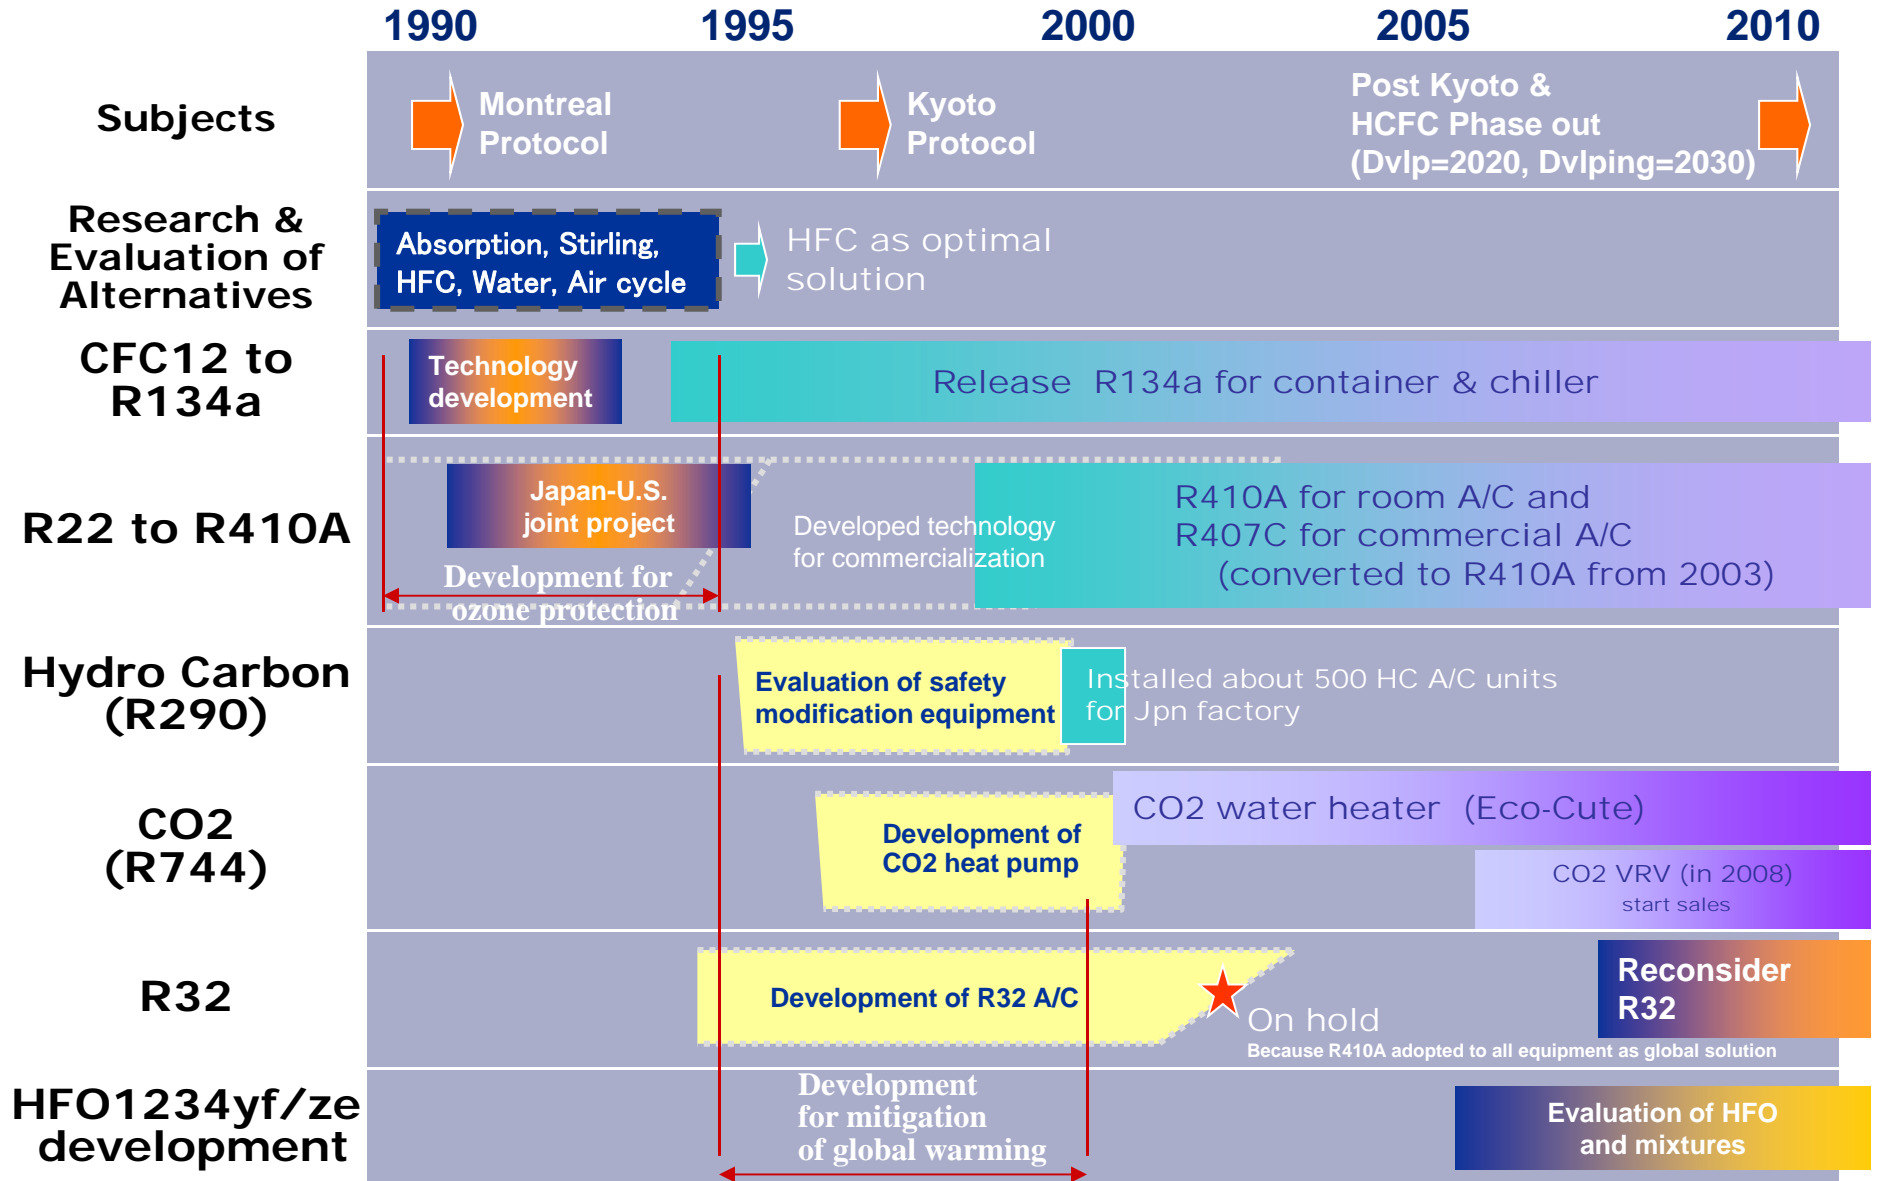 1990 1995 2000 2005 2010
Subjects
Montreal
Protocol
Kyoto
Protocol
Post Kyoto &
HCFC Phase out
(Dvlp=2020, Dvlping=2030)
Research &
Evaluation of
Alternatives
Absorption, Stirling,
HFC, Water, Air cycle
HFC as optimal
solution
CFC12 to
R134a
Technology
development
Release R134a for container & chiller
R22 to R410A
Japan-U.S.
joint project
Development for
ozone protection
Developed technology
for commercialization
R410A for room A/C and
R407C for commercial A/C
(converted to R410A from 2003)
Hydro Carbon
(R290)
Evaluation of safety
modification equipment
Installed about 500 HC A/C units
for Jpn factory
CO2
(R744)
Development of
CO2 heat pump
CO2 water heater (Eco-Cute)
CO2 VRV (in 2008)
start sales
R32
Development of R32 A/C
On hold
Because R410A adopted to all equipment as global solution
Reconsider
R32
HFO1234yf/ze
development
Development
for mitigation
of global warming
Evaluation of HFO
and mixtures